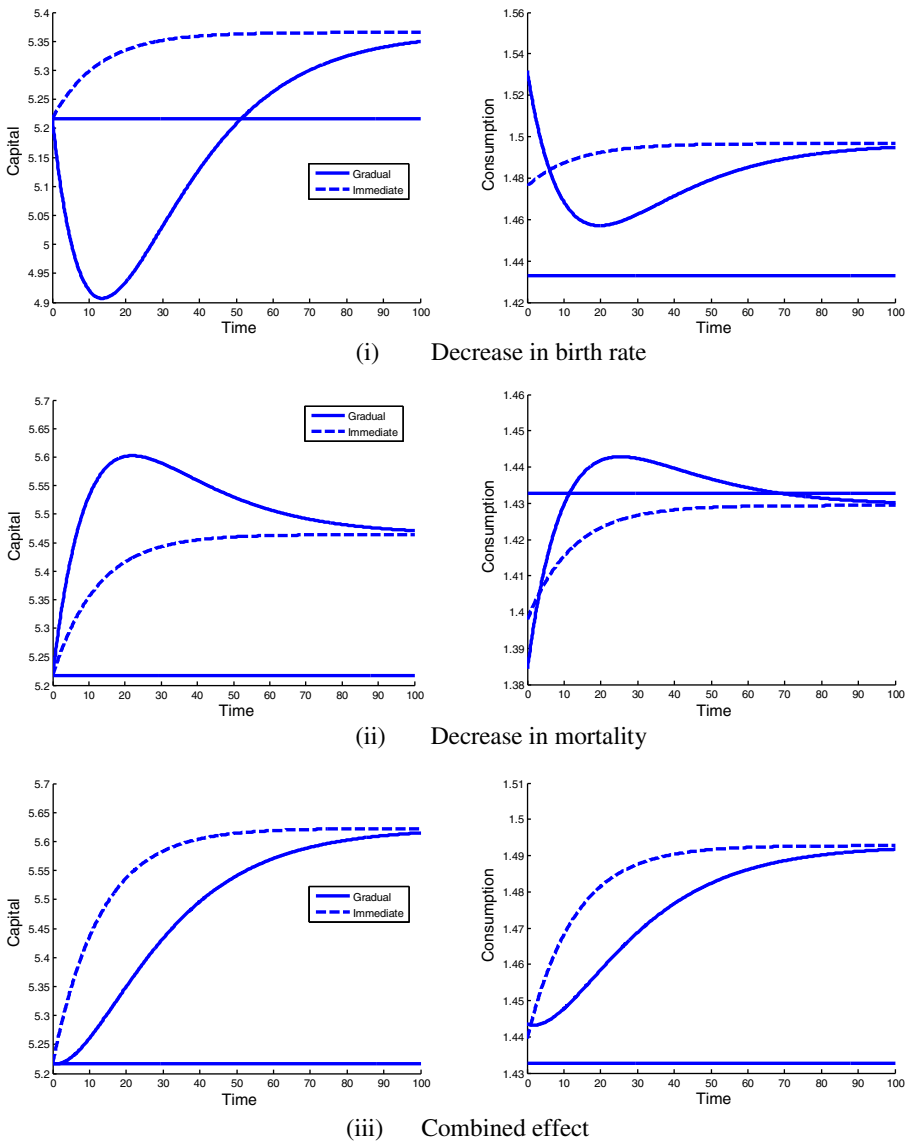 5.4
5.35
5.3
5.25
5.2
5.15
5.1
5.05
5
4.95
4.9
Capital
0 10 20 30 40 50 60 70 80 90 100
Time
Gradual
Immediate
1.56
1.54
1.52
1.5
1.48
1.46
1.44
1.42
Consumption
0 10 20 30 40 50 60 70 80 90 100
Time
(i) Decrease in birth rate
5.7
5.65
5.6
5.55
5.5
5.45
5.4
5.35
5.3
5.25
5.2
Capital
0 10 20 30 40 50 60 70 80 90 100
Time
Gradual
Immediate
1.46
1.45
1.44
1.43
1.42
1.41
1.4
1.39
1.38
Consumption
0 10 20 30 40 50 60 70 80 90 100
Time
(ii) Decrease in mortality
5.7
5.65
5.6
5.55
5.5
5.45
5.4
5.35
5.3
5.25
5.2
Capital
0 10 20 30 40 50 60 70 80 90 100
Time
Gradual
Immediate
1.51
1.5
1.49
1.48
1.47
1.46
1.45
1.44
1.43
Consumption
0 10 20 30 40 50 60 70 80 90 100
Time
(iii) Combined effect